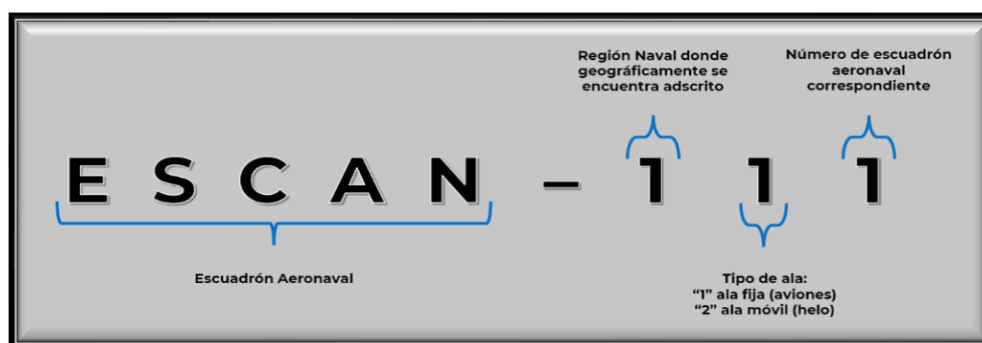 Región Naval donde
geográficamente se
encuentra adscrito
Número de escuadrón
aeronaval
correspondiente
E S C A N – 1 1 1
Escuadrón Aeronaval
Tipo de ala:
"1" ala fija (aviones)
"2" ala móvil (helo)